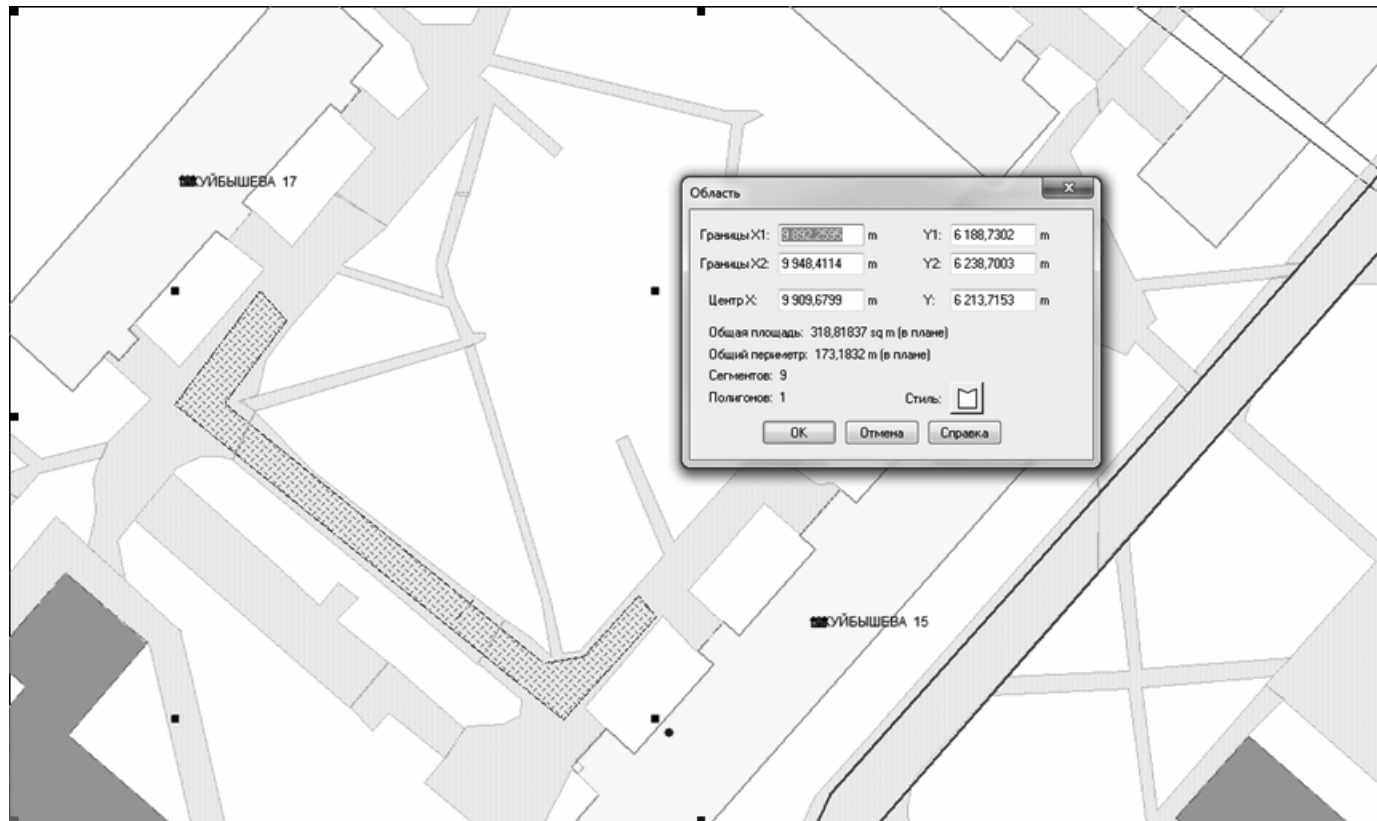 КУЙБЫШЕВА 17
Область
Границы X1: 9 892,2595 m Y1: 6 188,7302 m
Границы X2: 9 948,4114 m Y2: 6 238,7003 m
Центр X: 9 909,6799 m Y: 6 213,7153 m
Общая площадь: 318,81837 sq m (в плане)
Общий периметр: 173,1832 m (в плане)
Сегментов: 9
Полигонов: 1 Стиль:
OK Отмена Справка
КУЙБЫШЕВА 15